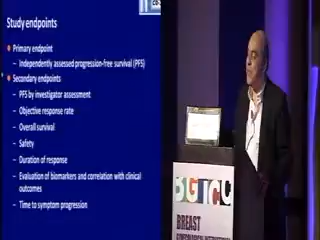 Study endpoints
Primary endpoint
– Independently assessed progression-free survival (PFS)
Secondary endpoints
– PFS by investigator assessment
– Objective response rate
– Overall survival
– Safety
– Duration of response
– Evaluation of biomarkers and correlation with clinical
outcomes
– Time to symptom progression
BGICC
BREAST